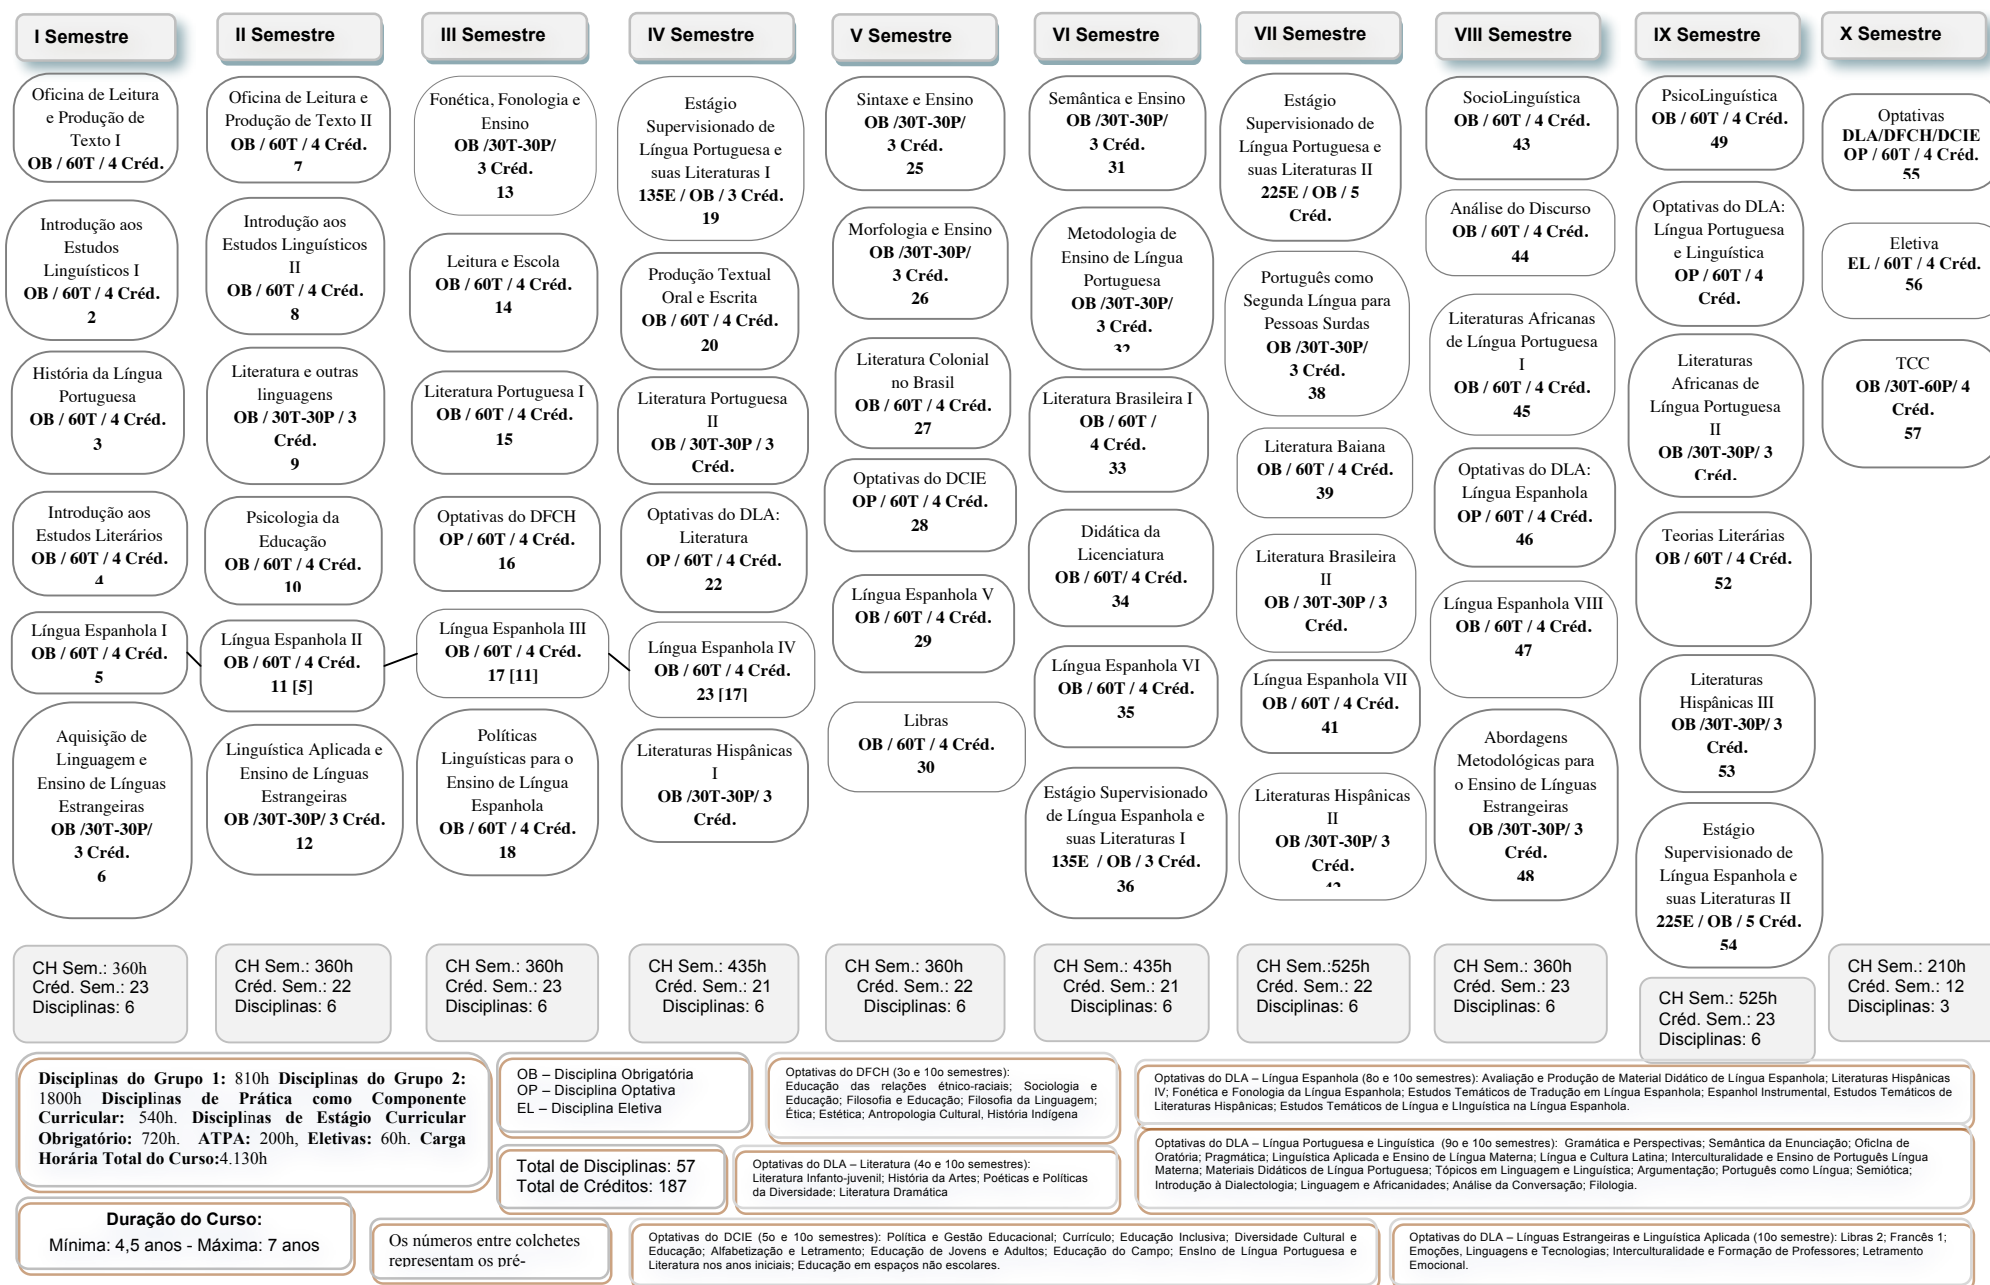 I Semestre
II Semestre
III Semestre
IV Semestre
V Semestre
VI Semestre
VII Semestre
VIII Semestre
IX Semestre
X Semestre
Oficina de Leitura
e Produção de
Texto I
OB / 60T / 4 Créd.
Introdução aos
Estudos
Linguísticos I
OB / 60T / 4 Créd.
2
História da Língua
Portuguesa
OB / 60T / 4 Créd.
3
Introdução aos
Estudos Literários
OB / 60T / 4 Créd.
4
Língua Espanhola I
OB / 60T / 4 Créd.
5
Aquisição de
Linguagem e
Ensino de Línguas
Estrangeiras
OB /30T-30P/
3 Créd.
6
Oficina de Leitura e
Produção de Texto II
OB / 60T / 4 Créd.
7
Introdução aos
Estudos Linguísticos
II
OB / 60T / 4 Créd.
8
Literatura e outras
linguagens
OB / 30T-30P / 3
Créd.
9
Psicologia da
Educação
OB / 60T / 4 Créd.
10
Língua Espanhola II
OB / 60T / 4 Créd.
11 [5]
Linguística Aplicada e
Ensino de Línguas
Estrangeiras
OB /30T-30P/ 3 Créd.
12
Fonética, Fonologia e
Ensino
OB /30T-30P/
3 Créd.
13
Leitura e Escola
OB / 60T / 4 Créd.
14
Literatura Portuguesa I
OB / 60T / 4 Créd.
15
Optativas do DFCH
OP / 60T / 4 Créd.
16
Língua Espanhola III
OB / 60T / 4 Créd.
17 [11]
Políticas
Linguísticas para o
Ensino de Língua
Espanhola
OB / 60T / 4 Créd.
18
Estágio
Supervisionado de
Língua Portuguesa e
suas Literaturas I
135E / OB / 3 Créd.
19
Produção Textual
Oral e Escrita
OB / 60T / 4 Créd.
20
Literatura Portuguesa
II
OB / 30T-30P / 3
Créd.
Optativas do DLA:
Literatura
OP / 60T / 4 Créd.
22
Língua Espanhola IV
OB / 60T / 4 Créd.
23 [17]
Literaturas Hispânicas
I
OB /30T-30P/ 3
Créd.
Sintaxe e Ensino
OB /30T-30P/
3 Créd.
25
Morfologia e Ensino
OB /30T-30P/
3 Créd.
26
Literatura Colonial
no Brasil
OB / 60T / 4 Créd.
27
Optativas do DCIE
OP / 60T / 4 Créd.
28
Língua Espanhola V
OB / 60T / 4 Créd.
29
Libras
OB / 60T / 4 Créd.
30
Semântica e Ensino
OB /30T-30P/
3 Créd.
31
Metodologia de
Ensino de Língua
Portuguesa
OB /30T-30P/
3 Créd.
32
Literatura Brasileira I
OB / 60T /
4 Créd.
33
Didática da
Licenciatura
OB / 60T/ 4 Créd.
34
Língua Espanhola VI
OB / 60T / 4 Créd.
35
Estágio Supervisionado
de Língua Espanhola e
suas Literaturas I
135E / OB / 3 Créd.
36
Estágio
Supervisionado de
Língua Portuguesa e
suas Literaturas II
225E / OB / 5
Créd.
Português como
Segunda Língua para
Pessoas Surdas
OB /30T-30P/
3 Créd.
38
Literatura Baiana
OB / 60T / 4 Créd.
39
Literatura Brasileira
II
OB / 30T-30P / 3
Créd.
Língua Espanhola VII
OB / 60T / 4 Créd.
41
Literaturas Hispânicas
II
OB /30T-30P/ 3
Créd.
42
SocioLinguística
OB / 60T / 4 Créd.
43
Análise do Discurso
OB / 60T / 4 Créd.
44
Literaturas Africanas
de Língua Portuguesa
I
OB / 60T / 4 Créd.
45
Optativas do DLA:
Língua Espanhola
OP / 60T / 4 Créd.
46
Língua Espanhola VIII
OB / 60T / 4 Créd.
47
Abordagens
Metodológicas para
o Ensino de Línguas
Estrangeiras
OB /30T-30P/ 3
Créd.
48
PsicoLinguística
OB / 60T / 4 Créd.
49
Optativas do DLA:
Língua Portuguesa
e Linguística
OP / 60T / 4
Créd.
Literaturas
Africanas de
Língua Portuguesa
II
OB /30T-30P/ 3
Créd.
Teorias Literárias
OB / 60T / 4 Créd.
52
Literaturas
Hispânicas III
OB /30T-30P/ 3
Créd.
53
Estágio
Supervisionado de
Língua Espanhola e
suas Literaturas II
225E / OB / 5 Créd.
54
Optativas
DLA/DFCH/DCIE
OP / 60T / 4 Créd.
55
Eletiva
EL / 60T / 4 Créd.
56
TCC
OB /30T-60P/ 4
Créd.
57
CH Sem.: 360h
Créd. Sem.: 23
Disciplinas: 6
CH Sem.: 360h
Créd. Sem.: 22
Disciplinas: 6
CH Sem.: 360h
Créd. Sem.: 23
Disciplinas: 6
CH Sem.: 435h
Créd. Sem.: 21
Disciplinas: 6
CH Sem.: 360h
Créd. Sem.: 22
Disciplinas: 6
CH Sem.: 435h
Créd. Sem.: 21
Disciplinas: 6
CH Sem.:525h
Créd. Sem.: 22
Disciplinas: 6
CH Sem.: 360h
Créd. Sem.: 23
Disciplinas: 6
CH Sem.: 525h
Créd. Sem.: 23
Disciplinas: 6
CH Sem.: 210h
Créd. Sem.: 12
Disciplinas: 3
Disciplinas do Grupo 1: 810h Disciplinas do Grupo 2:
1800h Disciplinas de Prática como Componente
Curricular: 540h. Disciplinas de Estágio Curricular
Obrigatório: 720h. ATPA: 200h, Eletivas: 60h. Carga
Horária Total do Curso:4.130h
OB – Disciplina Obrigatória
OP – Disciplina Optativa
EL – Disciplina Eletiva
Optativas do DFCH (3o e 10o semestres):
Educação das relações étnico-raciais; Sociologia e
Educação; Filosofia e Educação; Filosofia da Linguagem;
Ética; Estética; Antropologia Cultural, História Indígena
Optativas do DLA – Língua Espanhola (8o e 10o semestres): Avaliação e Produção de Material Didático de Língua Espanhola; Literaturas Hispânicas
IV; Fonética e Fonologia da Língua Espanhola; Estudos Temáticos de Tradução em Língua Espanhola; Espanhol Instrumental, Estudos Temáticos de
Literaturas Hispânicas; Estudos Temáticos de Língua e LInguística na Língua Espanhola.
Total de Disciplinas: 57
Total de Créditos: 187
Optativas do DLA – Literatura (4o e 10o semestres):
Literatura Infanto-juvenil; História da Artes; Poéticas e Políticas
da Diversidade; Literatura Dramática
Optativas do DLA – Língua Portuguesa e Linguística (9o e 10o semestres): Gramática e Perspectivas; Semântica da Enunciação; OficIna de
Oratória; Pragmática; Linguística Aplicada e Ensino de Língua Materna; Língua e Cultura Latina; Interculturalidade e Ensino de Português Língua
Materna; Materiais Didáticos de Língua Portuguesa; Tópicos em Linguagem e Linguística; Argumentação; Português como Língua; Semiótica;
Introdução à Dialectologia; Linguagem e Africanidades; Análise da Conversação; Filologia.
Duração do Curso:
Mínima: 4,5 anos - Máxima: 7 anos
Os números entre colchetes
representam os pré-
Optativas do DCIE (5o e 10o semestres): Política e Gestão Educacional; Currículo; Educação Inclusiva; Diversidade Cultural e
Educação; Alfabetização e Letramento; Educação de Jovens e Adultos; Educação do Campo; EnsIno de Língua Portuguesa e
Literatura nos anos iniciais; Educação em espaços não escolares.
Optativas do DLA – Línguas Estrangeiras e Linguística Aplicada (10o semestre): Libras 2; Francês 1;
Emoções, Linguagens e Tecnologias; Interculturalidade e Formação de Professores; Letramento
Emocional.